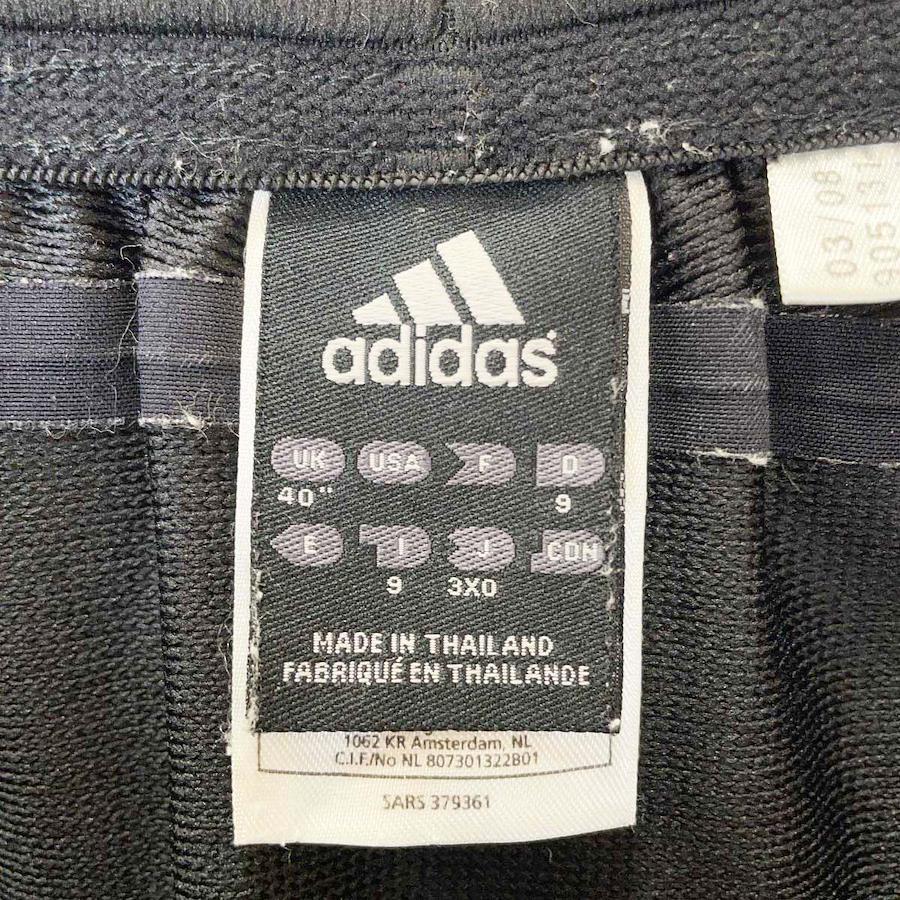 adidas
UK USA F D
40" 9
E I J CDN
9 3XO
MADE IN THAILAND
FABRIQUÉ EN THAILANDE
1062 KR Amsterdam, NL
C.I.F./No NL 807301322B01
SARS 379361
03/08